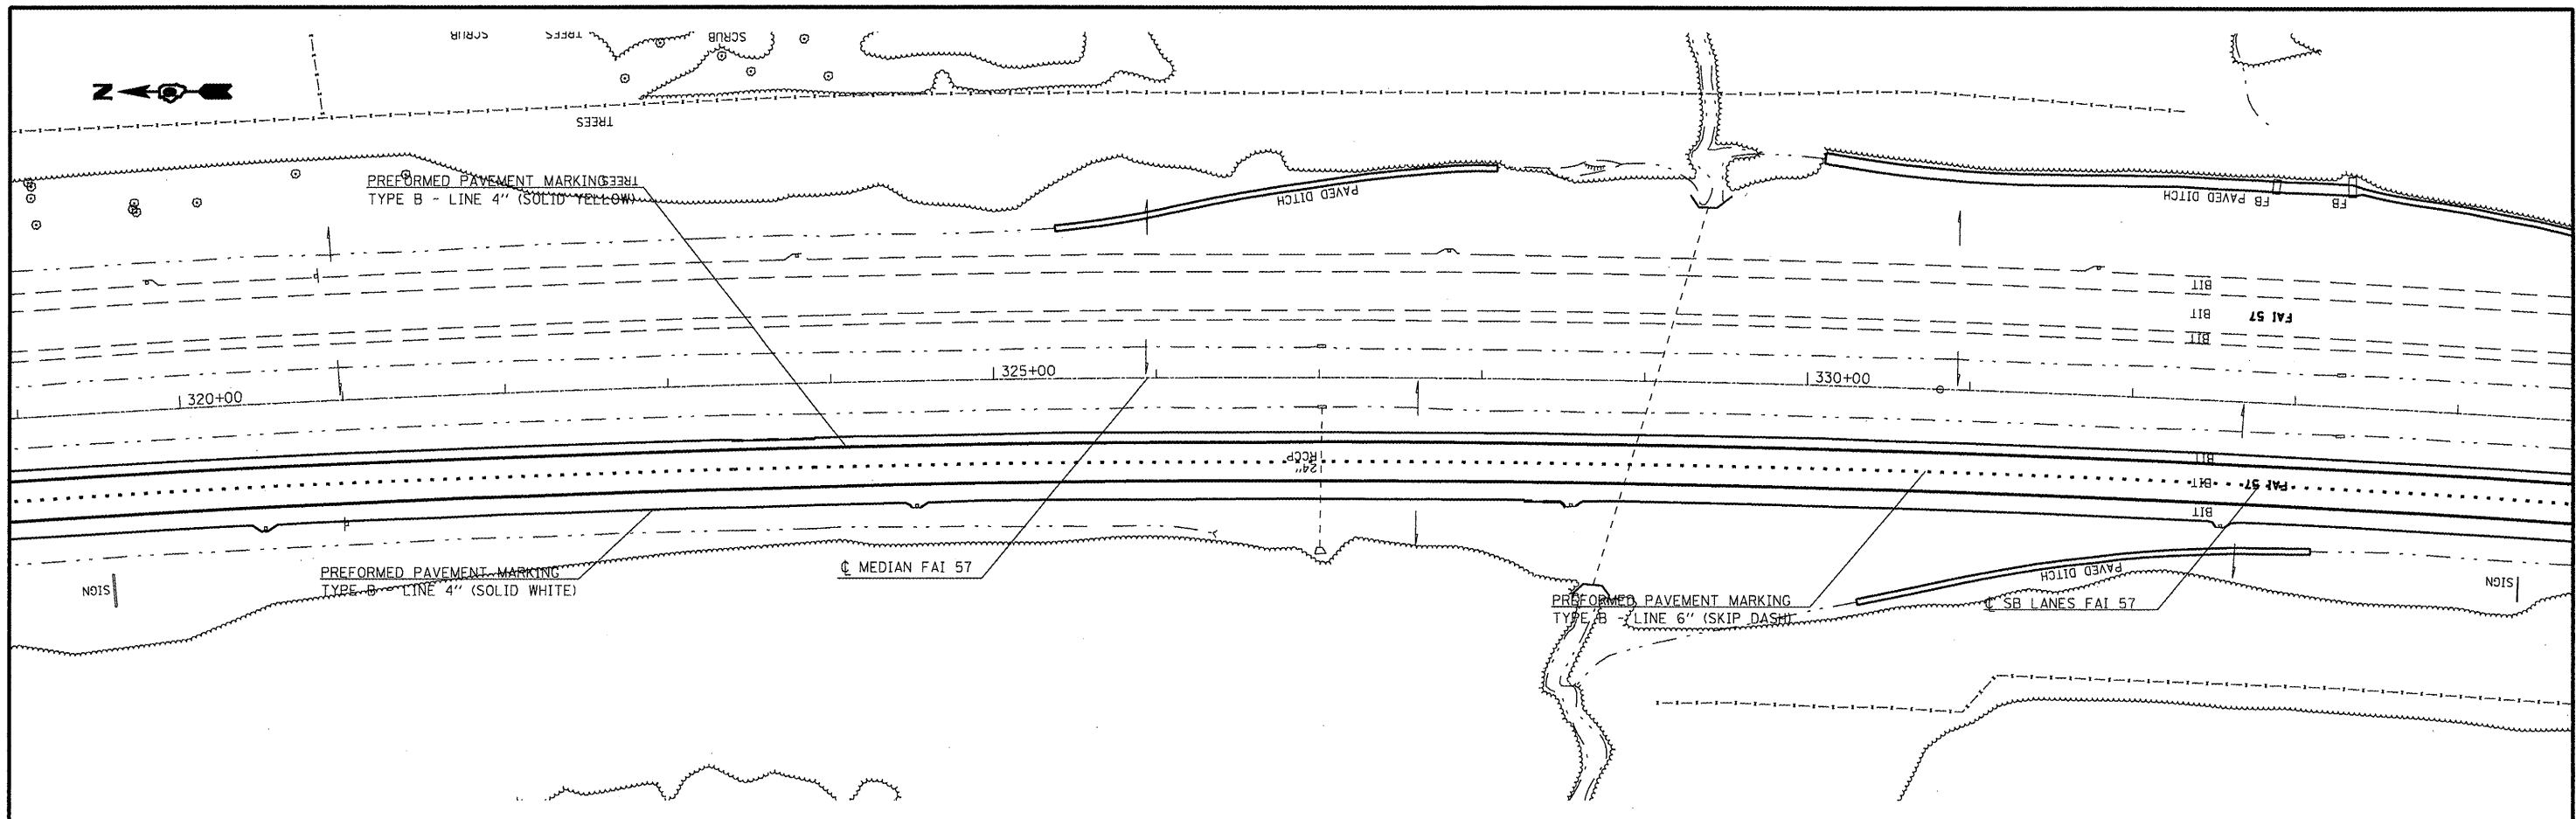 SCRUB
TREES
SCRUB
N
TREES
PREFORMED PAVEMENT MARKING
TREES
TYPE B - LINE 4" (SOLID YELLOW)
PAVED DITCH
FB PAVED DITCH
FB
BIT
BIT
FAI 57
BIT
320+00
325+00
330+00
24"
RCCP
BIT
BIT
FAI 57
BIT
SIGN
PREFORMED PAVEMENT MARKING
TYPE B - LINE 4" (SOLID WHITE)
℄ MEDIAN FAI 57
PREFORMED PAVEMENT MARKING
TYPE B - LINE 6" (SKIP DASH)
PAVED DITCH
℄ SB LANES FAI 57
SIGN